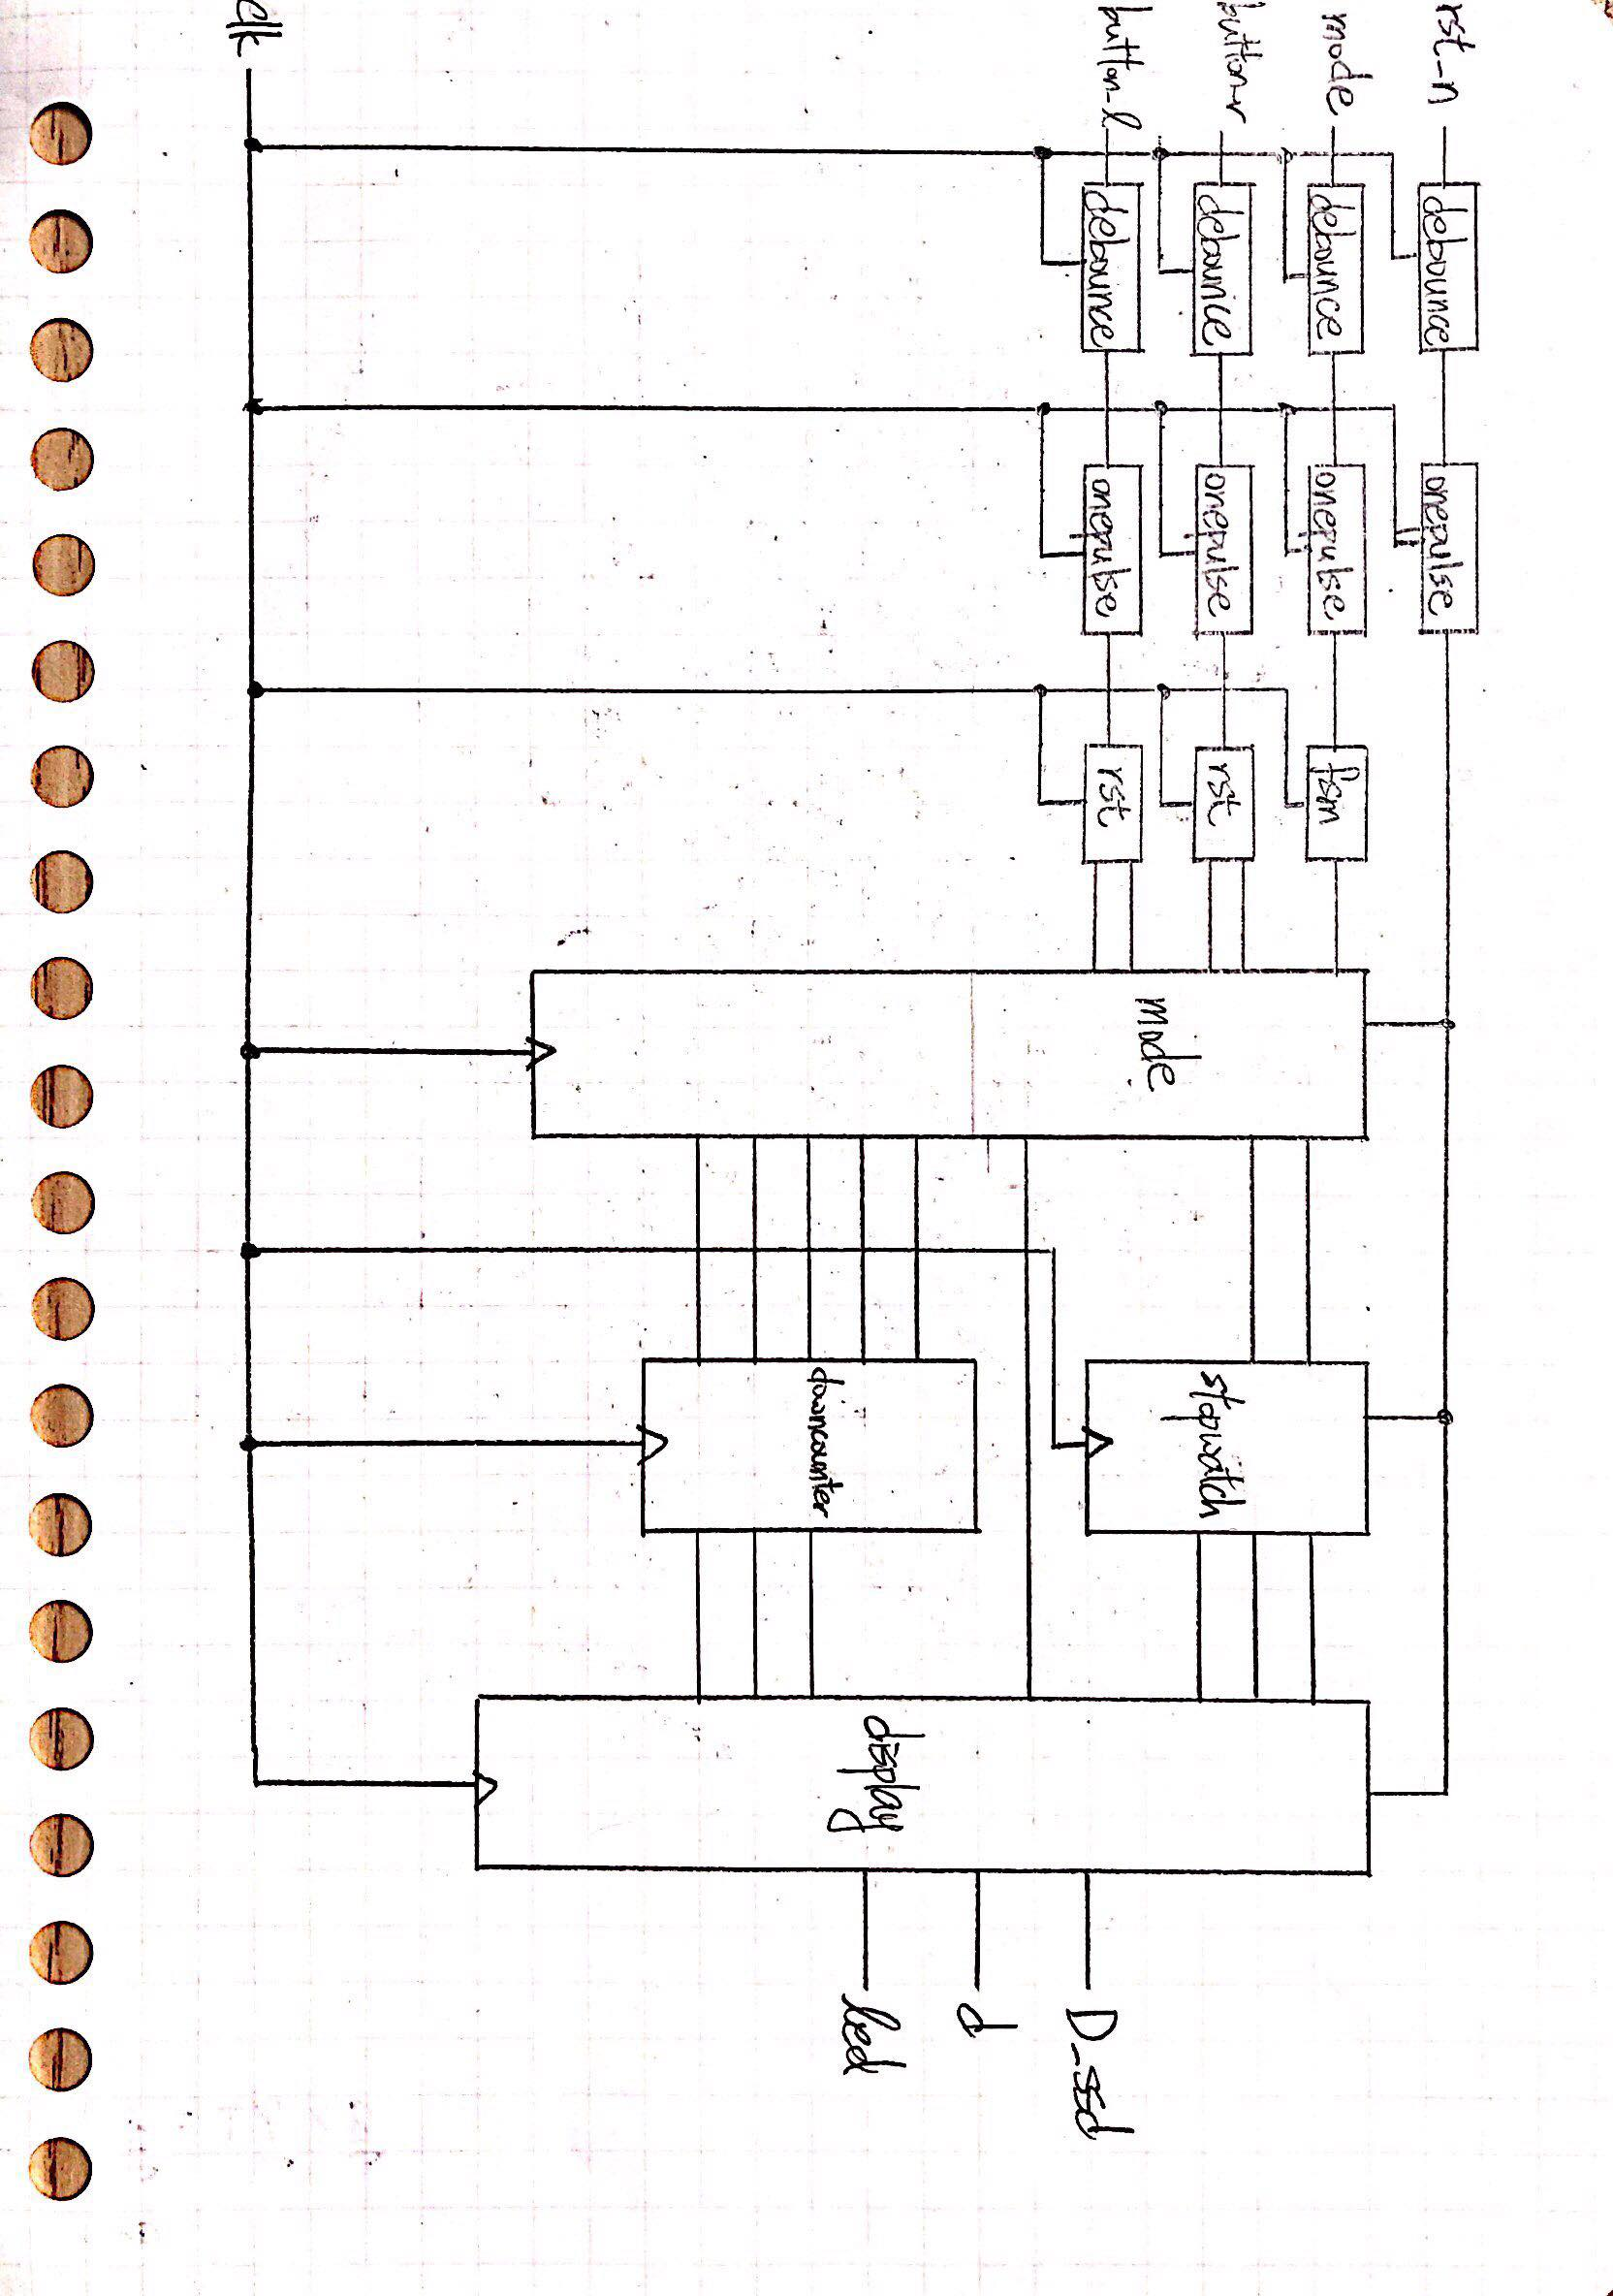 rst_n
debounce
onepulse
mode
debounce
onepulse
fsm
button_r
debounce
onepulse
rst
button_l
debounce
onepulse
rst
mode
stopwatch
downcounter
display
D_ssd
d
led
clk